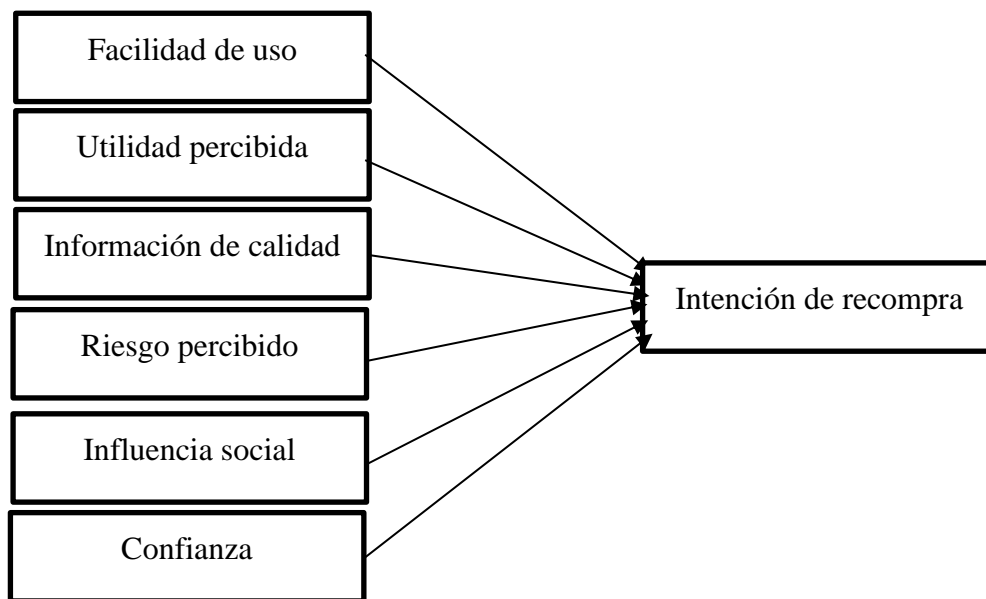 Facilidad de uso
Utilidad percibida
Información de calidad
Riesgo percibido
Influencia social
Confianza
Intención de recompra